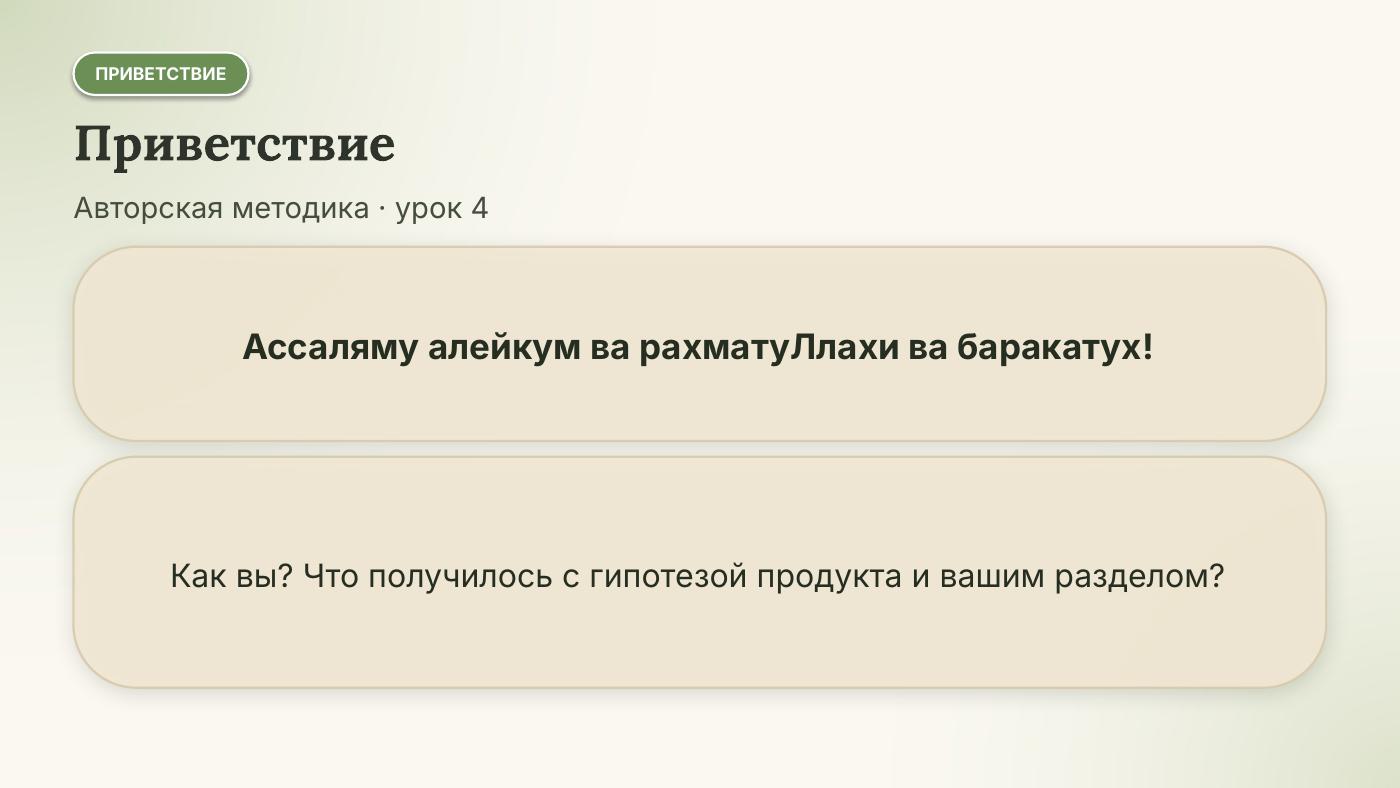 ПРИВЕТСТВИЕ
Приветствие
Авторская методика · урок 4
Ассаляму алейкум ва рахматуЛлахи ва баракатух!
Как вы? Что получилось с гипотезой продукта и вашим разделом?